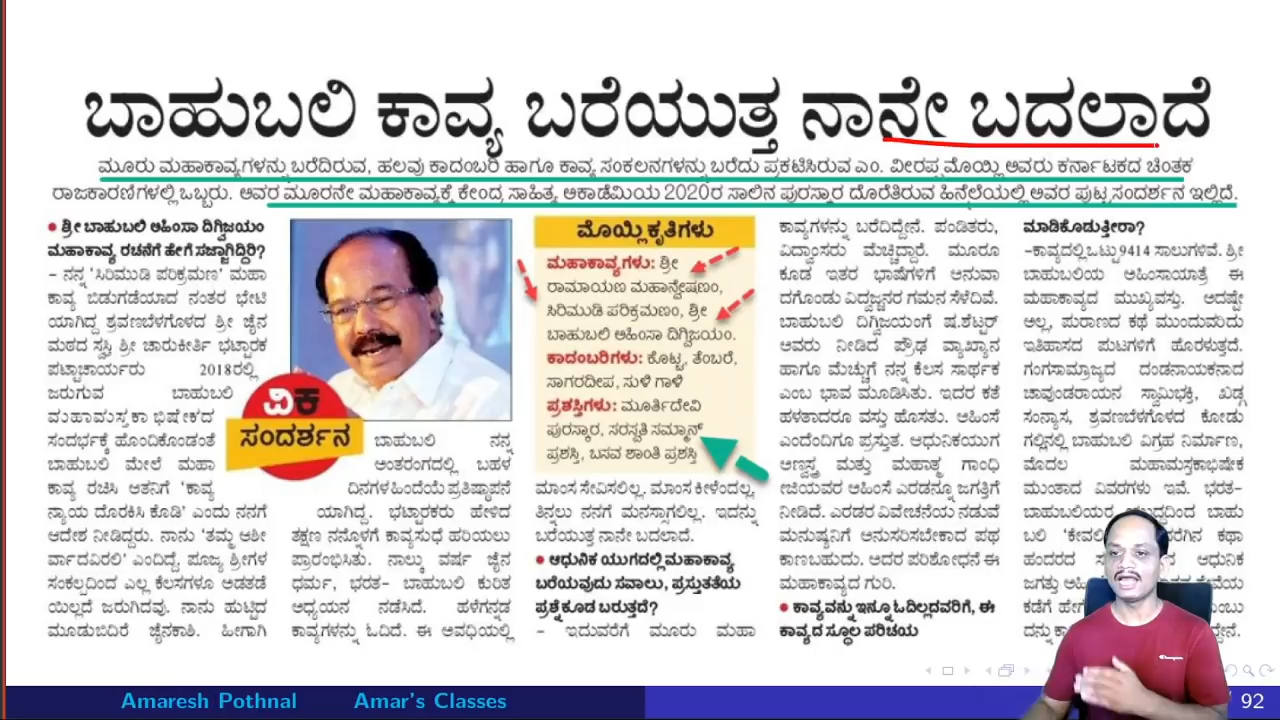 ಬಾಹುಬಲಿ ಕಾವ್ಯ ಬರೆಯುತ್ತ ನಾನೇ ಬದಲಾದೆ
ಮೂರು ಮಹಾಕಾವ್ಯಗಳನ್ನು ಬರೆದಿರುವ, ಹಲವು ಕಾದಂಬರಿ ಹಾಗೂ ಕಾವ್ಯ ಸಂಕಲನಗಳನ್ನು ಬರೆದು ಪ್ರಕಟಿಸಿರುವ ಎಂ. ವೀರಪ್ಪ ಮೊಯ್ಲಿ ಅವರು ಕರ್ನಾಟಕದ ಚಿಂತಕ
ರಾಜಕಾರಣಿಗಳಲ್ಲಿ ಒಬ್ಬರು. ಅವರ ಮೂರನೇ ಮಹಾಕಾವ್ಯಕ್ಕೆ ಕೇಂದ್ರ ಸಾಹಿತ್ಯ ಅಕಾಡೆಮಿಯ 2020ರ ಸಾಲಿನ ಪುರಸ್ಕಾರ ದೊರೆತಿರುವ ಹಿನ್ನೆಲೆಯಲ್ಲಿ ಅವರ ಪುಟ್ಟ ಸಂದರ್ಶನ ಇಲ್ಲಿದೆ.
● ಶ್ರೀ ಬಾಹುಬಲಿ ಅಹಿಂಸಾ ದಿಗ್ವಿಜಯಂ
ಮಹಾಕಾವ್ಯ ರಚನೆಗೆ ಹೇಗೆ ಸಜ್ಜಾಗಿದ್ದಿರಿ?
– ನನ್ನ 'ಸಿರಿಮುಡಿ ಪರಿಕ್ರಮಣ' ಮಹಾ
ಕಾವ್ಯ ಬಿಡುಗಡೆಯಾದ ನಂತರ ಭೇಟಿ
ಯಾಗಿದ್ದ ಶ್ರವಣಬೆಳಗೊಳದ ಶ್ರೀ ಜೈನ
ಮಠದ ಸ್ವಸ್ತಿ ಶ್ರೀ ಚಾರುಕೀರ್ತಿ ಭಟ್ಟಾರಕ
ಪಟ್ಟಾಚಾರ್ಯರು 2018ರಲ್ಲಿ
ಜರುಗುವ ಬಾಹುಬಲಿ
ಮಹಾಮಸ್ತಕಾಭಿಷೇಕದ
ಸಂದರ್ಭಕ್ಕೆ ಹೊಂದಿಕೊಂಡಂತೆ
ಬಾಹುಬಲಿ ಮೇಲೆ ಮಹಾ
ಕಾವ್ಯ ರಚಿಸಿ ಆತನಿಗೆ 'ಕಾವ್ಯ
ನ್ಯಾಯ ದೊರಕಿಸಿ ಕೊಡಿ' ಎಂದು ನನಗೆ
ಆದೇಶ ನೀಡಿದ್ದರು. ನಾನು 'ತಮ್ಮ ಆಶೀ
ರ್ವಾದವಿರಲಿ' ಎಂದಿದ್ದೆ. ಪೂಜ್ಯ ಶ್ರೀಗಳ
ಸಂಕಲ್ಪದಿಂದ ಎಲ್ಲ ಕೆಲಸಗಳೂ ಅಡತಡೆ
ಯಿಲ್ಲದೆ ಜರುಗಿದವು. ನಾನು ಹುಟ್ಟಿದ
ಮೂಡುಬಿದಿರೆ ಜೈನಕಾಶಿ. ಹೀಗಾಗಿ
ವಿಕ
ಸಂದರ್ಶನ
ಬಾಹುಬಲಿ ನನ್ನ
ಅಂತರಂಗದಲ್ಲಿ ಬಹಳ
ದಿನಗಳ ಹಿಂದೆಯೆ ಪ್ರತಿಷ್ಠಾಪನೆ
ಯಾಗಿದ್ದ. ಭಟ್ಟಾರಕರು ಹೇಳಿದ
ತಕ್ಷಣ ನನ್ನೊಳಗೆ ಕಾವ್ಯಸುಧೆ ಹರಿಯಲು
ಪ್ರಾರಂಭಿಸಿತು. ನಾಲ್ಕು ವರ್ಷ ಜೈನ
ಧರ್ಮ, ಭರತ– ಬಾಹುಬಲಿ ಕುರಿತ
ಅಧ್ಯಯನ ನಡೆಸಿದೆ. ಹಳೆಗನ್ನಡ
ಕಾವ್ಯಗಳನ್ನು ಓದಿದೆ. ಈ ಅವಧಿಯಲ್ಲಿ
ಮೊಯ್ಲಿ ಕೃತಿಗಳು
ಮಹಾಕಾವ್ಯಗಳು: ಶ್ರೀ
ರಾಮಾಯಣ ಮಹಾನ್ವೇಷಣಂ,
ಸಿರಿಮುಡಿ ಪರಿಕ್ರಮಣಂ, ಶ್ರೀ
ಬಾಹುಬಲಿ ಅಹಿಂಸಾ ದಿಗ್ವಿಜಯಂ.
ಕಾದಂಬರಿಗಳು: ಕೊಟ್ಟ, ತೆಂಬರೆ,
ಸಾಗರದೀಪ, ಸುಳಿ ಗಾಳಿ
ಪ್ರಶಸ್ತಿಗಳು: ಮೂರ್ತಿದೇವಿ
ಪುರಸ್ಕಾರ, ಸರಸ್ವತಿ ಸಮ್ಮಾನ್
ಪ್ರಶಸ್ತಿ, ಬಸವ ಶಾಂತಿ ಪ್ರಶಸ್ತಿ
ಮಾಂಸ ಸೇವಿಸಲಿಲ್ಲ. ಮಾಂಸ ಕೀಳೆಂದಲ್ಲ,
ತಿನ್ನಲು ನನಗೆ ಮನಸ್ಸಾಗಲಿಲ್ಲ. ಇದನ್ನು
ಬರೆಯುತ್ತ ನಾನೇ ಬದಲಾದೆ.
● ಆಧುನಿಕ ಯುಗದಲ್ಲಿ ಮಹಾಕಾವ್ಯ
ಬರೆಯವುದು ಸವಾಲು, ಪ್ರಸ್ತುತತೆಯ
ಪ್ರಶ್ನೆ ಕೂಡ ಬರುತ್ತದೆ?
– ಇದುವರೆಗೆ ಮೂರು ಮಹಾ
ಕಾವ್ಯಗಳನ್ನು ಬರೆದಿದ್ದೇನೆ. ಪಂಡಿತರು,
ವಿದ್ವಾಂಸರು ಮೆಚ್ಚಿದ್ದಾರೆ. ಮೂರೂ
ಕೂಡ ಇತರ ಭಾಷೆಗಳಿಗೆ ಅನುವಾ
ದಗೊಂಡು ವಿದ್ವಜ್ಜನರ ಗಮನ ಸೆಳೆದಿವೆ.
ಬಾಹುಬಲಿ ದಿಗ್ವಿಜಯಂಗೆ ಷ.ಶೆಟ್ಟರ್
ಅವರು ನೀಡಿದ ಪ್ರೌಢ ವ್ಯಾಖ್ಯಾನ
ಹಾಗೂ ಮೆಚ್ಚುಗೆ ನನ್ನ ಕೆಲಸ ಸಾರ್ಥಕ
ಎಂಬ ಭಾವ ಮೂಡಿಸಿತು. ಇದರ ಕತೆ
ಹಳತಾದರೂ ವಸ್ತು ಹೊಸತು. ಅಹಿಂಸೆ
ಎಂದೆಂದಿಗೂ ಪ್ರಸ್ತುತ. ಆಧುನಿಕಯುಗ
ಅಣ್ವಸ್ತ್ರ ಮತ್ತು ಮಹಾತ್ಮ ಗಾಂಧಿ
ಜಿಯವರ ಅಹಿಂಸೆ ಎರಡನ್ನೂ ಜಗತ್ತಿಗೆ
ನೀಡಿದೆ. ಎರಡರ ವಿವೇಚನೆಯ ನಡುವೆ
ಮನುಷ್ಯನಿಗೆ ಅನುಸರಿಸಬೇಕಾದ ಪಥ
ಕಾಣಬಹುದು. ಅದರ ಪರಿಶೋಧನೆ ಈ
ಮಹಾಕಾವ್ಯದ ಗುರಿ.
● ಕಾವ್ಯವನ್ನು ಇನ್ನೂ ಓದಿಲ್ಲದವರಿಗೆ, ಈ
ಕಾವ್ಯದ ಸ್ಥೂಲ ಪರಿಚಯ
ಮಾಡಿಕೊಡುತ್ತೀರಾ?
–ಕಾವ್ಯದಲ್ಲಿ ಒಟ್ಟು 9414 ಸಾಲುಗಳಿವೆ. ಶ್ರೀ
ಬಾಹುಬಲಿಯ ಅಹಿಂಸಾಯಾತ್ರೆ ಈ
ಮಹಾಕಾವ್ಯದ ಮುಖ್ಯವಸ್ತು. ಅದಷ್ಟೇ
ಅಲ್ಲ, ಪುರಾಣದ ಕಥೆ ಮುಂದುವರಿದು
ಇತಿಹಾಸದ ಪುಟಗಳಿಗೆ ಹೊರಳುತ್ತದೆ.
ಗಂಗಸಾಮ್ರಾಜ್ಯದ ದಂಡನಾಯಕನಾದ
ಚಾವುಂಡರಾಯನ ಸ್ವಾಮಿಭಕ್ತಿ, ಖಡ್ಗ
ಸಂನ್ಯಾಸ, ಶ್ರವಣಬೆಳಗೊಳದ ಕೋಡು
ಗಲ್ಲಿನಲ್ಲಿ ಬಾಹುಬಲಿ ವಿಗ್ರಹ ನಿರ್ಮಾಣ,
ಮೊದಲ ಮಹಾಮಸ್ತಕಾಭಿಷೇಕ
ಮುಂತಾದ ವಿವರಗಳು ಇವೆ. ಭರತ–
ಬಾಹುಬಲಿಯರ ಯುದ್ಧದಿಂದ ಬಾಹು
ಬಲಿ 'ಕೇವಲ ಕಥಾ
ಹಂದರದ ಆಧುನಿಕ
ಜಗತ್ತು
ಕಡೆಗೆ
Champion
Amaresh Pothnal Amar's Classes
92